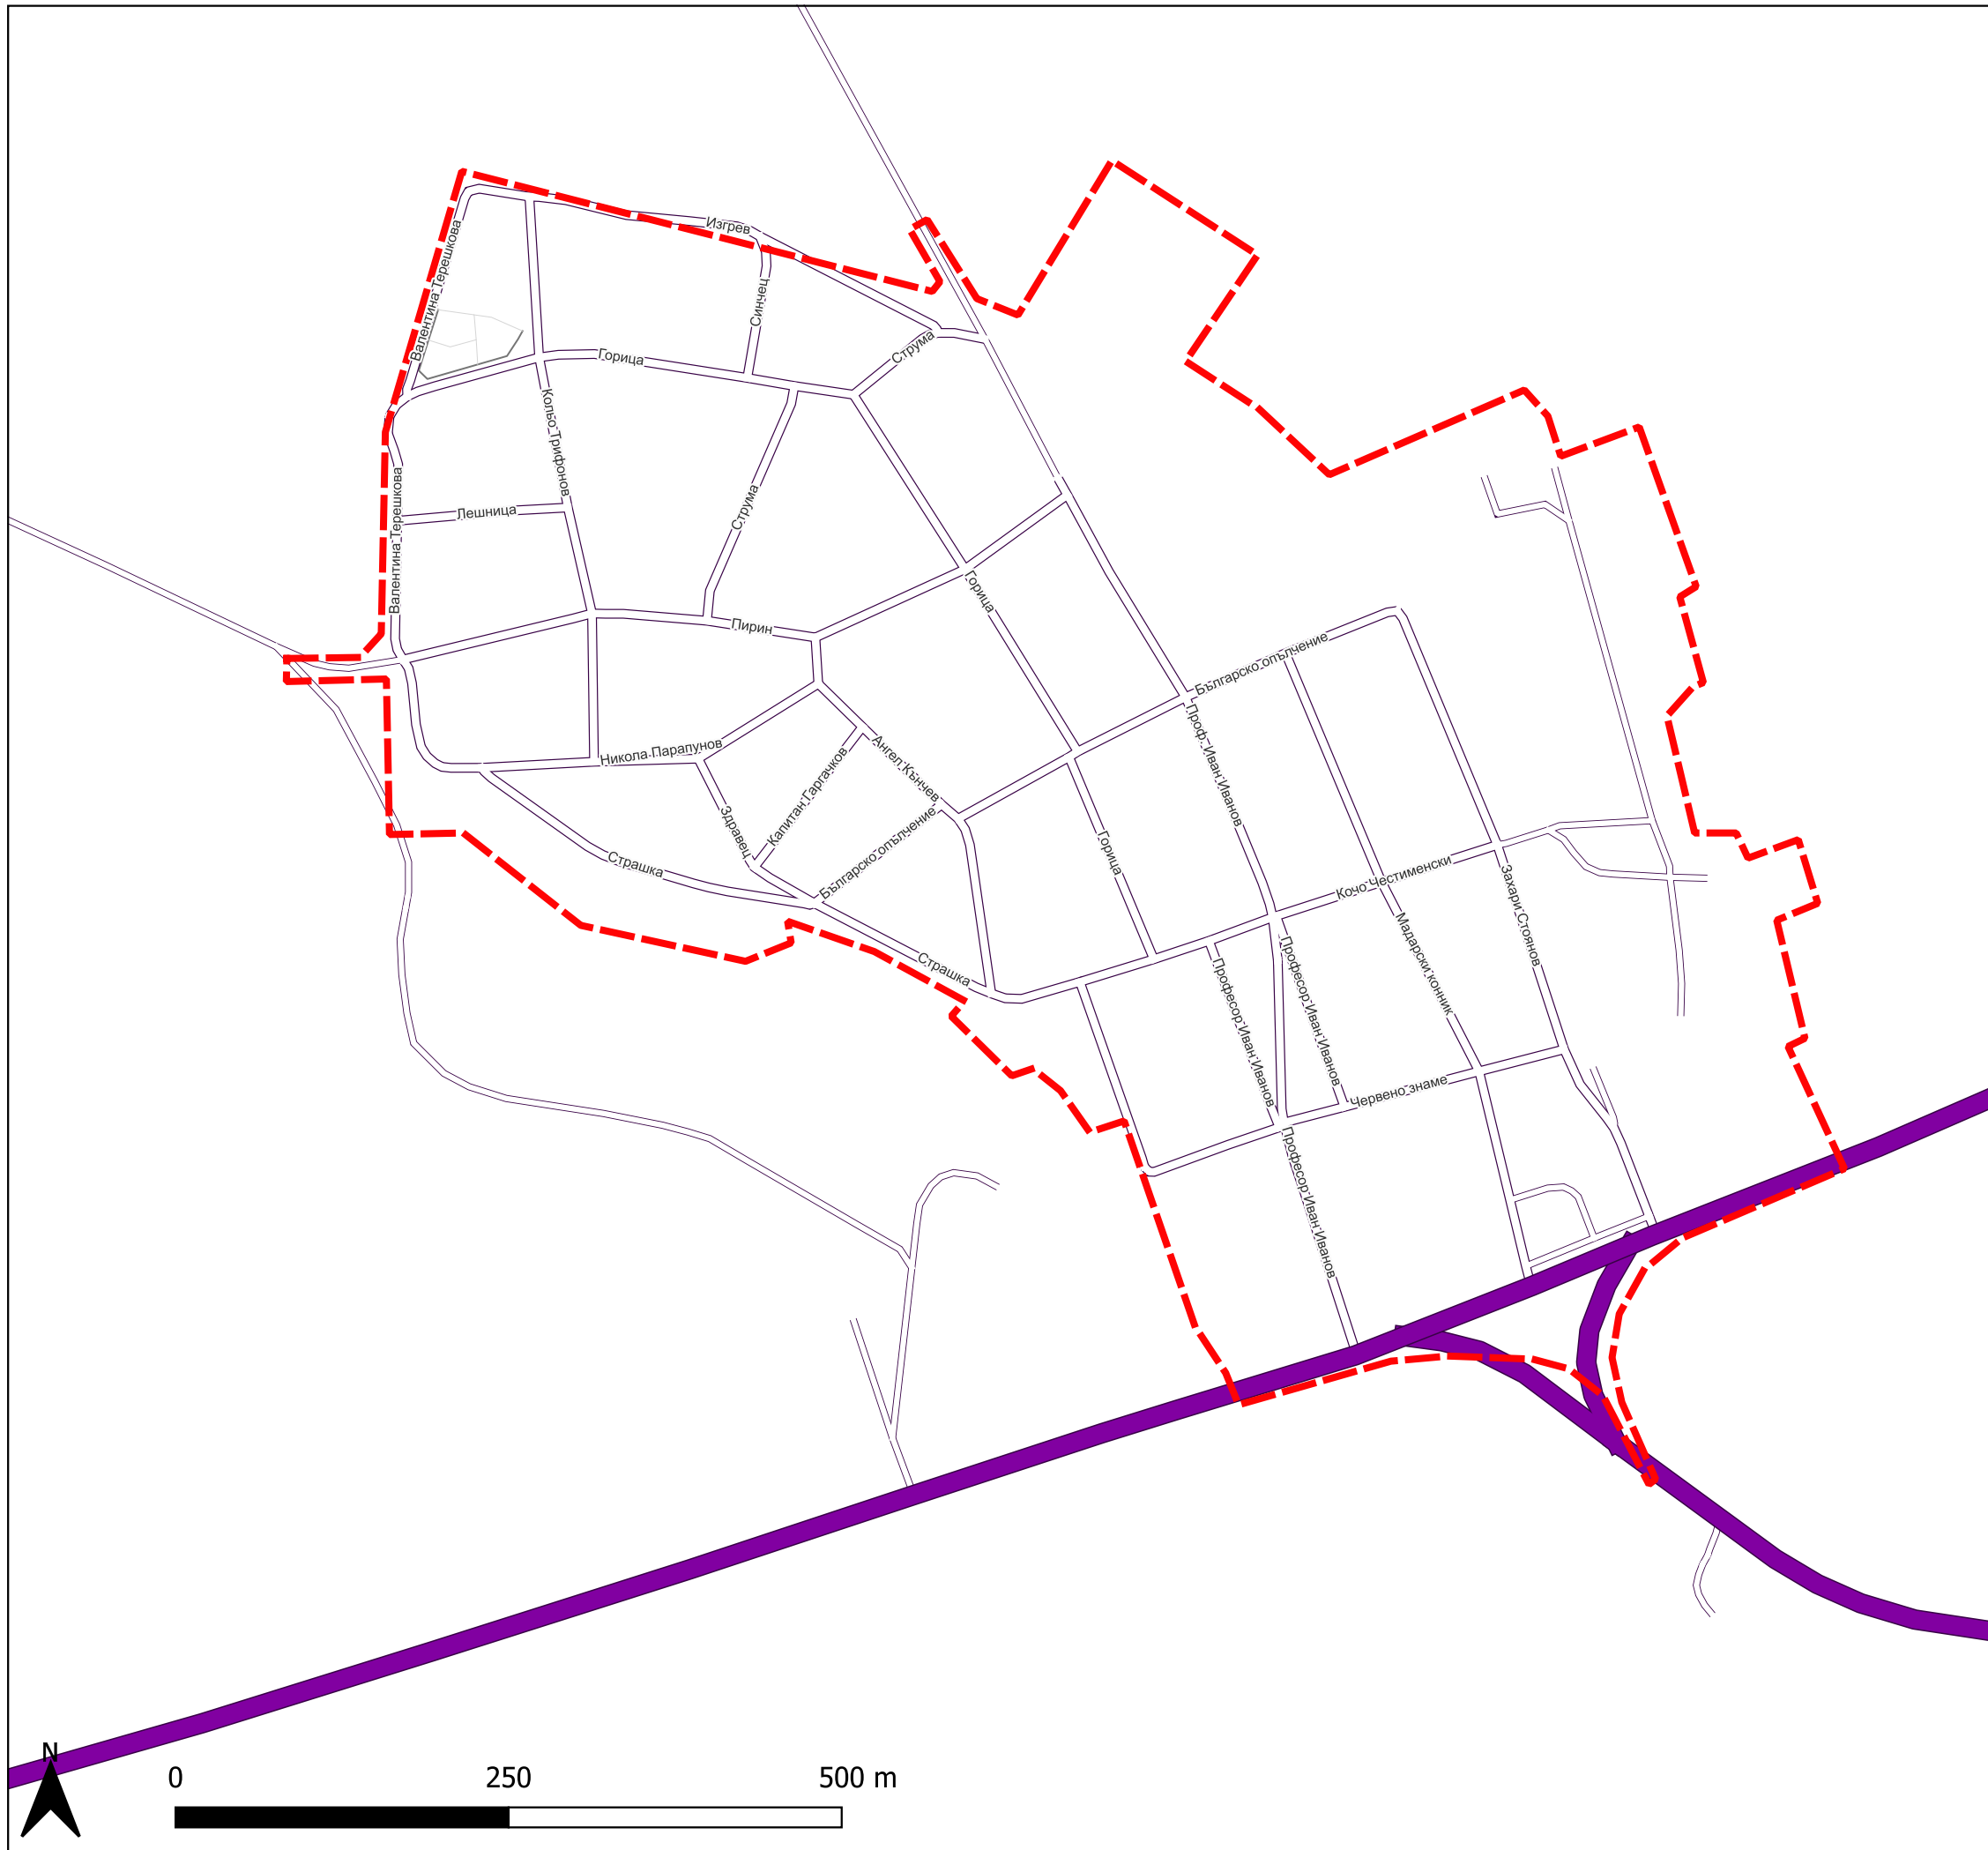 Изгрев
Валентина Терешкова
Синчец
Струма
Горица
Кольо Трифонов
Струма
Лешница
Валентина Терешкова
Горица
Пирин
Българско опълчение
Никола Парапунов
Ангел Кънчев
Капитан Гаргачков
Проф. Иван Иванов
Здравец
Българско опълчение
Страшка
Горица
Кочо Честименски
Захари Стоянов
Мадарски конник
Страшка
Професор Иван Иванов
Професор Иван Иванов
Червено знаме
Професор Иван Иванов
N
0 250 500 m